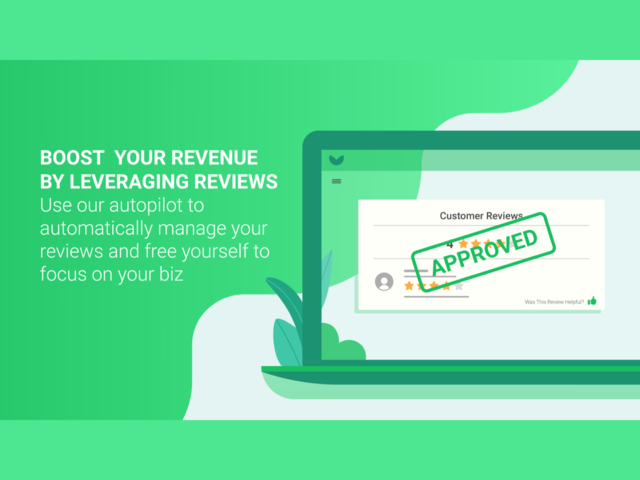 BOOST YOUR REVENUE
BY LEVERAGING REVIEWS
Use our autopilot to
automatically manage your
reviews and free yourself to
focus on your biz
Customer Reviews
4
APPROVED
Was This Review Helpful?